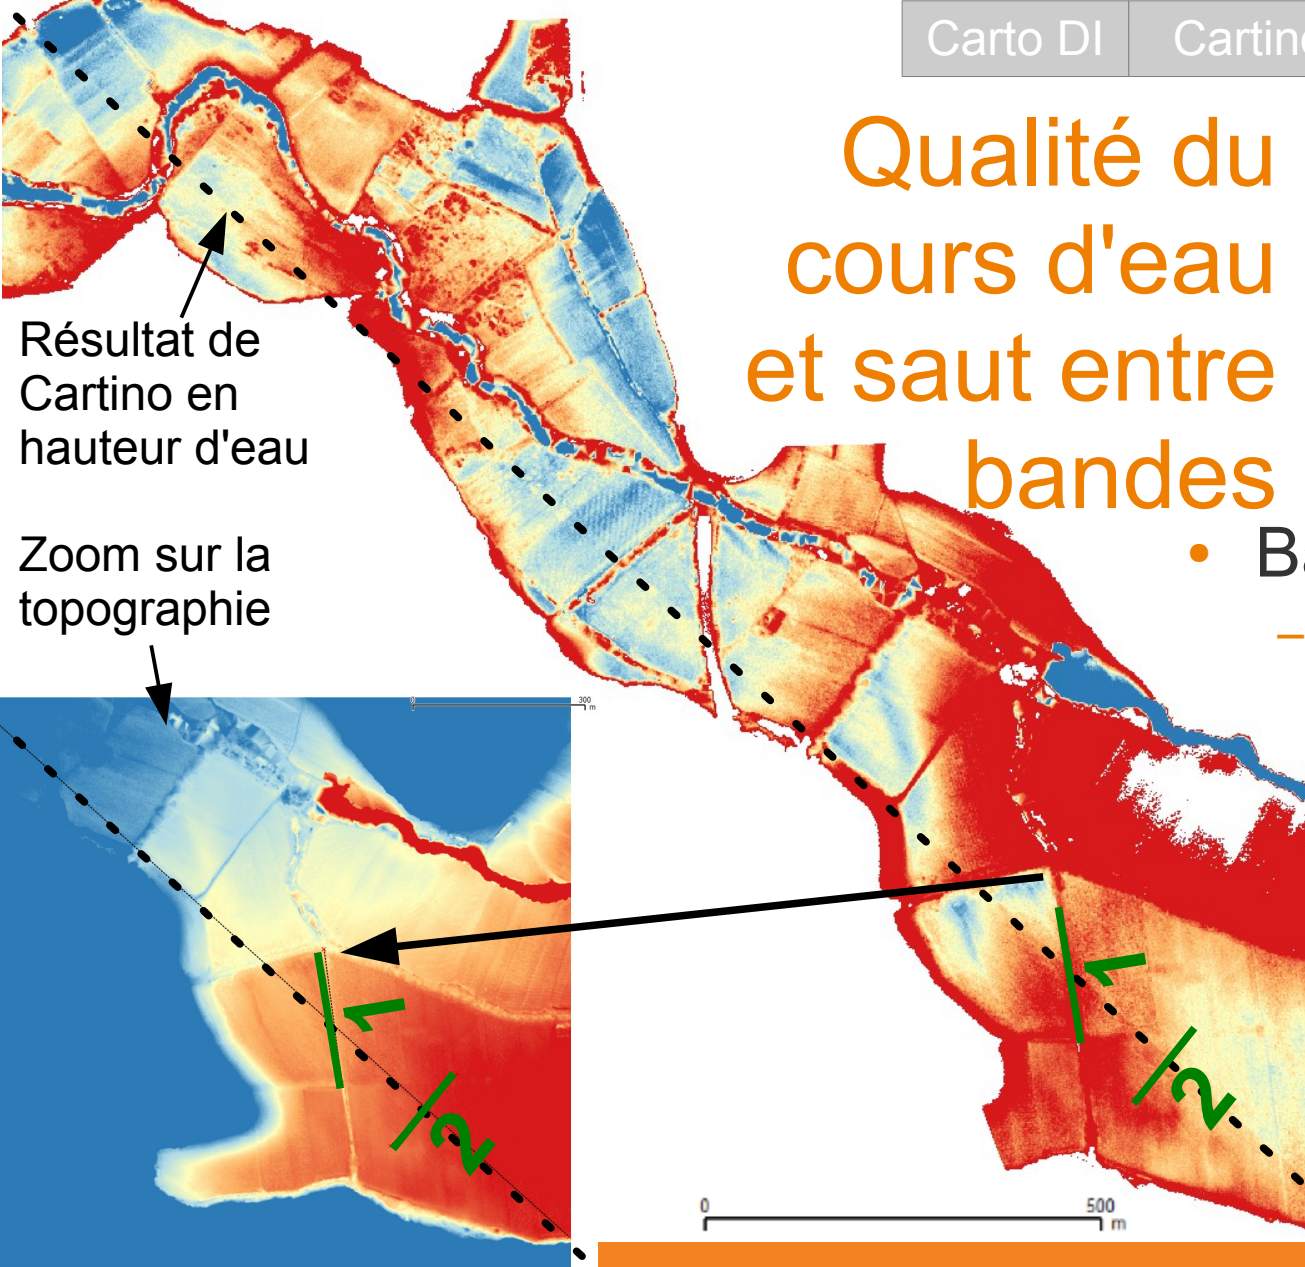 Carto DI
Qualité du
cours d'eau
et saut entre
bandes
•
–
Résultat de
Cartino en
hauteur d'eau
Zoom sur la
topographie
300
m
1
2
1
2
0
500
m